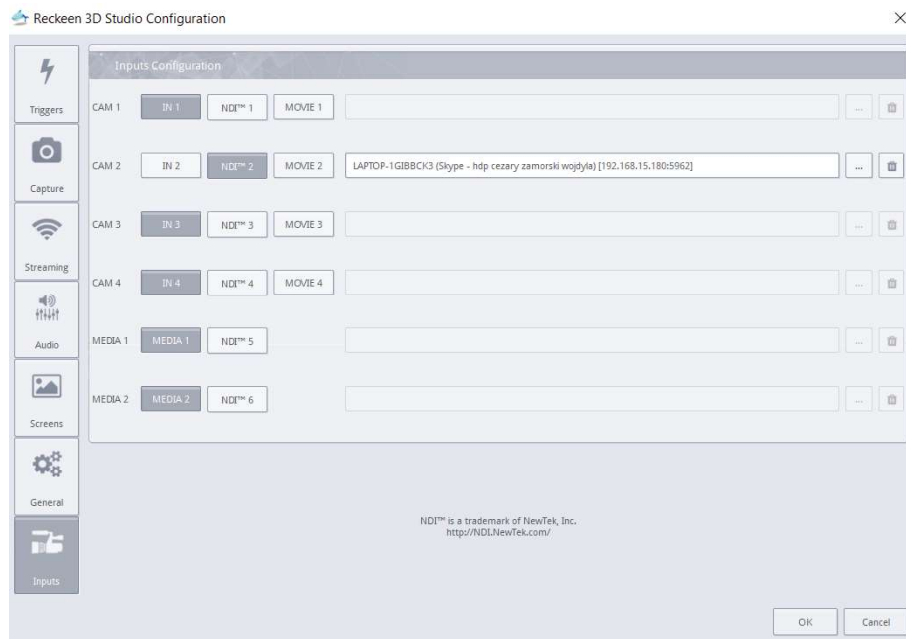 Reckeen 3D Studio Configuration
Inputs Configuration
Triggers
CAM 1 IN 1 NDI™ 1 MOVIE 1 ...
Capture
CAM 2 IN 2 NDI™ 2 MOVIE 2 LAPTOP-1GIBBCK3 (Skype - hdp cezary zamorski wojdyła) [192.168.15.180:5962] ...
Streaming
CAM 3 IN 3 NDI™ 3 MOVIE 3 ...
CAM 4 IN 4 NDI™ 4 MOVIE 4 ...
Audio
MEDIA 1 MEDIA 1 NDI™ 5 ...
Screens
MEDIA 2 MEDIA 2 NDI™ 6 ...
General
Inputs
NDI™ is a trademark of NewTek, Inc.
http://NDI.NewTek.com/
OK Cancel